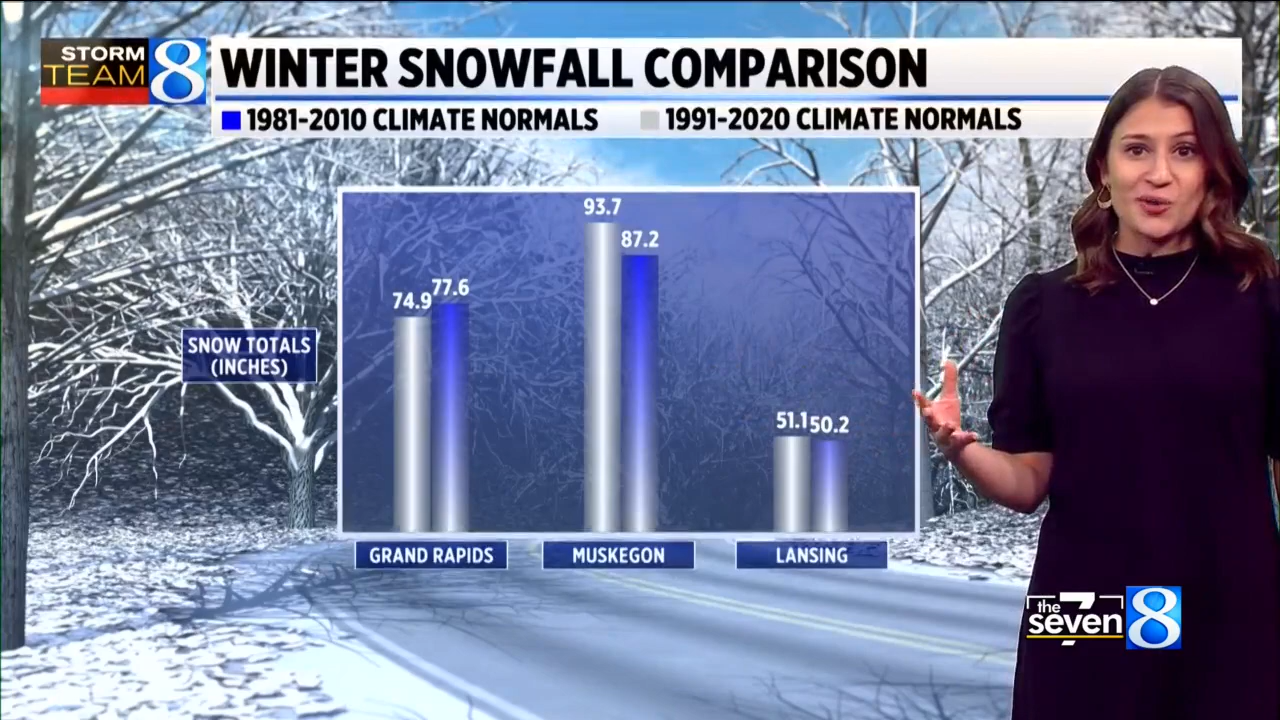 STORM
TEAM 8
WINTER SNOWFALL COMPARISON
1981-2010 CLIMATE NORMALS
1991-2020 CLIMATE NORMALS
93.7
87.2
77.6
74.9
SNOW TOTALS
(INCHES)
51.1
50.2
GRAND RAPIDS
MUSKEGON
LANSING
the
seven
7
8